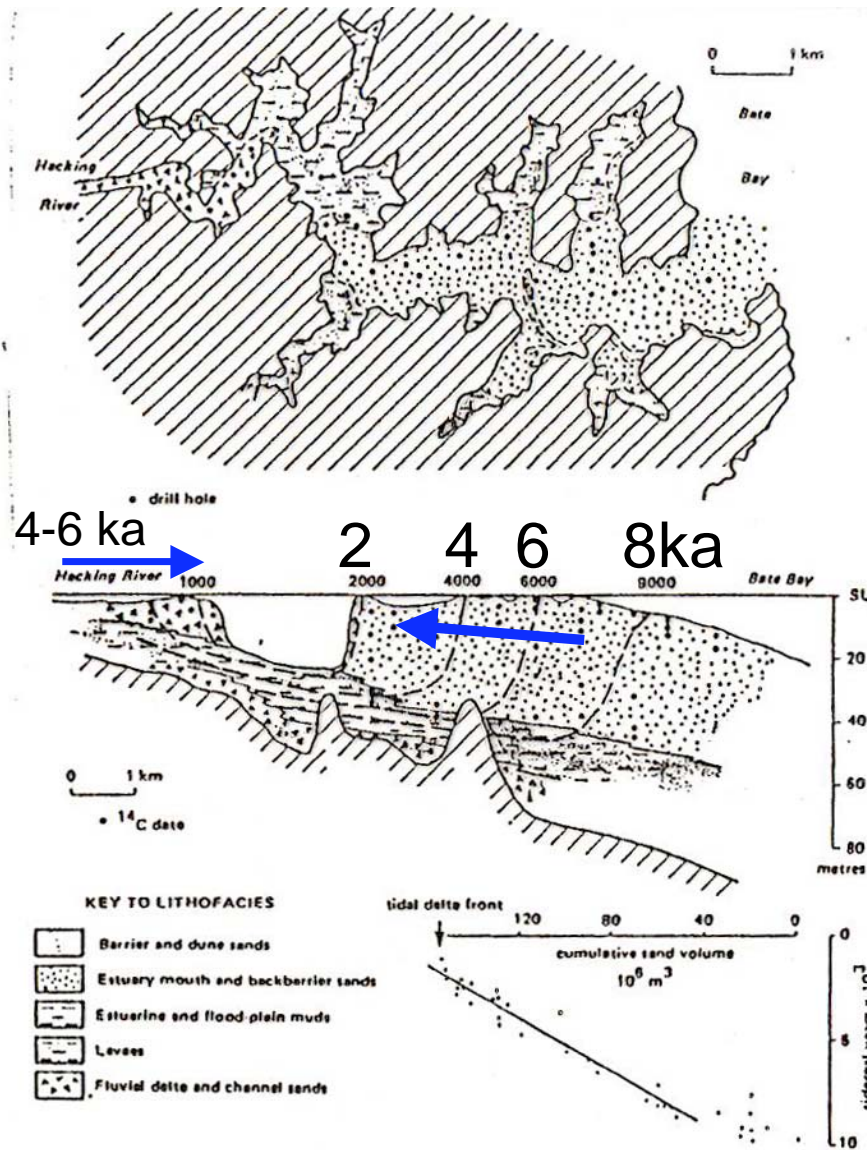 0 1 km
Bate
Bay
Hacking
River
• drill hole
4-6 ka
2 4 6 8ka
Hacking River 1000 2000 4000 6000 8000 Bate Bay
SL
20
40
60
80
metres
0 1 km
• 14C date
KEY TO LITHOFACIES
Barrier and dune sands
Estuary mouth and backbarrier sands
Estuarine and flood-plain muds
Levees
Fluvial delta and channel sands
tidal delta front
120 80 40 0
cumulative sand volume
10⁶ m³
0
5
10